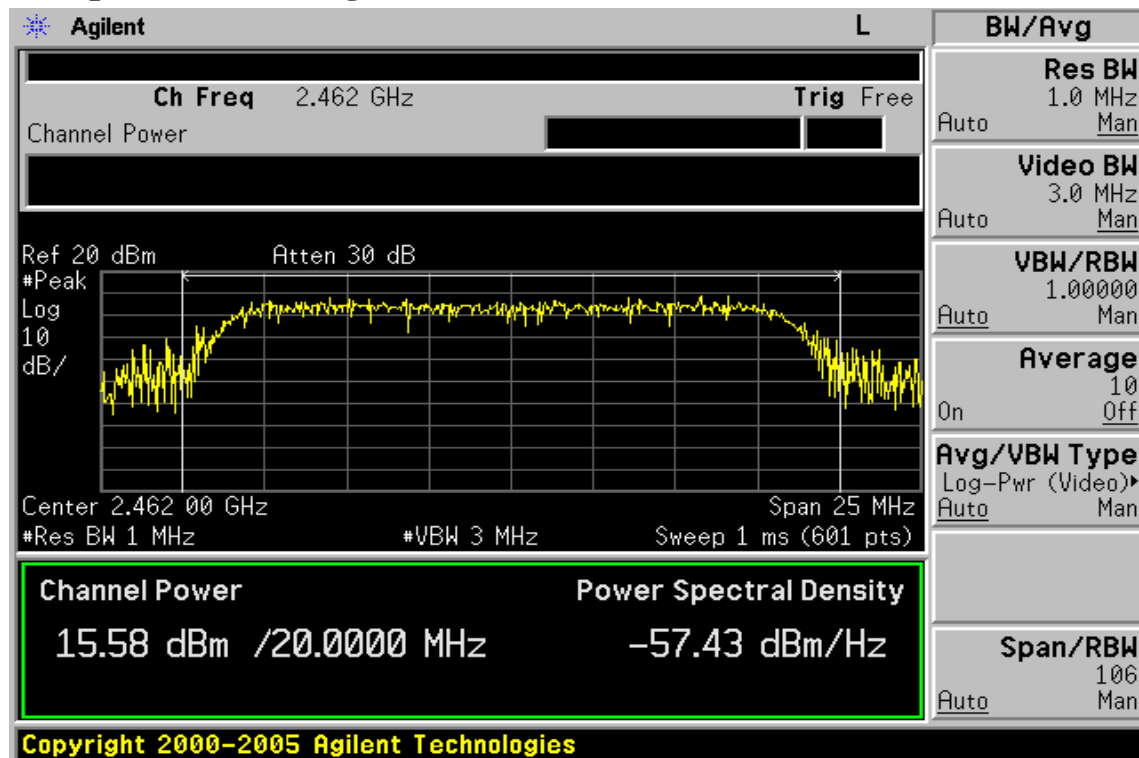 Agilent L BW/Avg
Ch Freq 2.462 GHz Trig Free
Channel Power
Ref 20 dBm Atten 30 dB
#Peak
Log
10
dB/
Center 2.462 00 GHz Span 25 MHz
#Res BW 1 MHz #VBW 3 MHz Sweep 1 ms (601 pts)
Channel Power Power Spectral Density
15.58 dBm /20.0000 MHz -57.43 dBm/Hz
Res BW
1.0 MHz
Auto Man
Video BW
3.0 MHz
Auto Man
VBW/RBW
1.00000
Auto Man
Average
10
On Off
Avg/VBW Type
Log-Pwr (Video)▸
Auto Man
Span/RBW
106
Auto Man
Copyright 2000-2005 Agilent Technologies